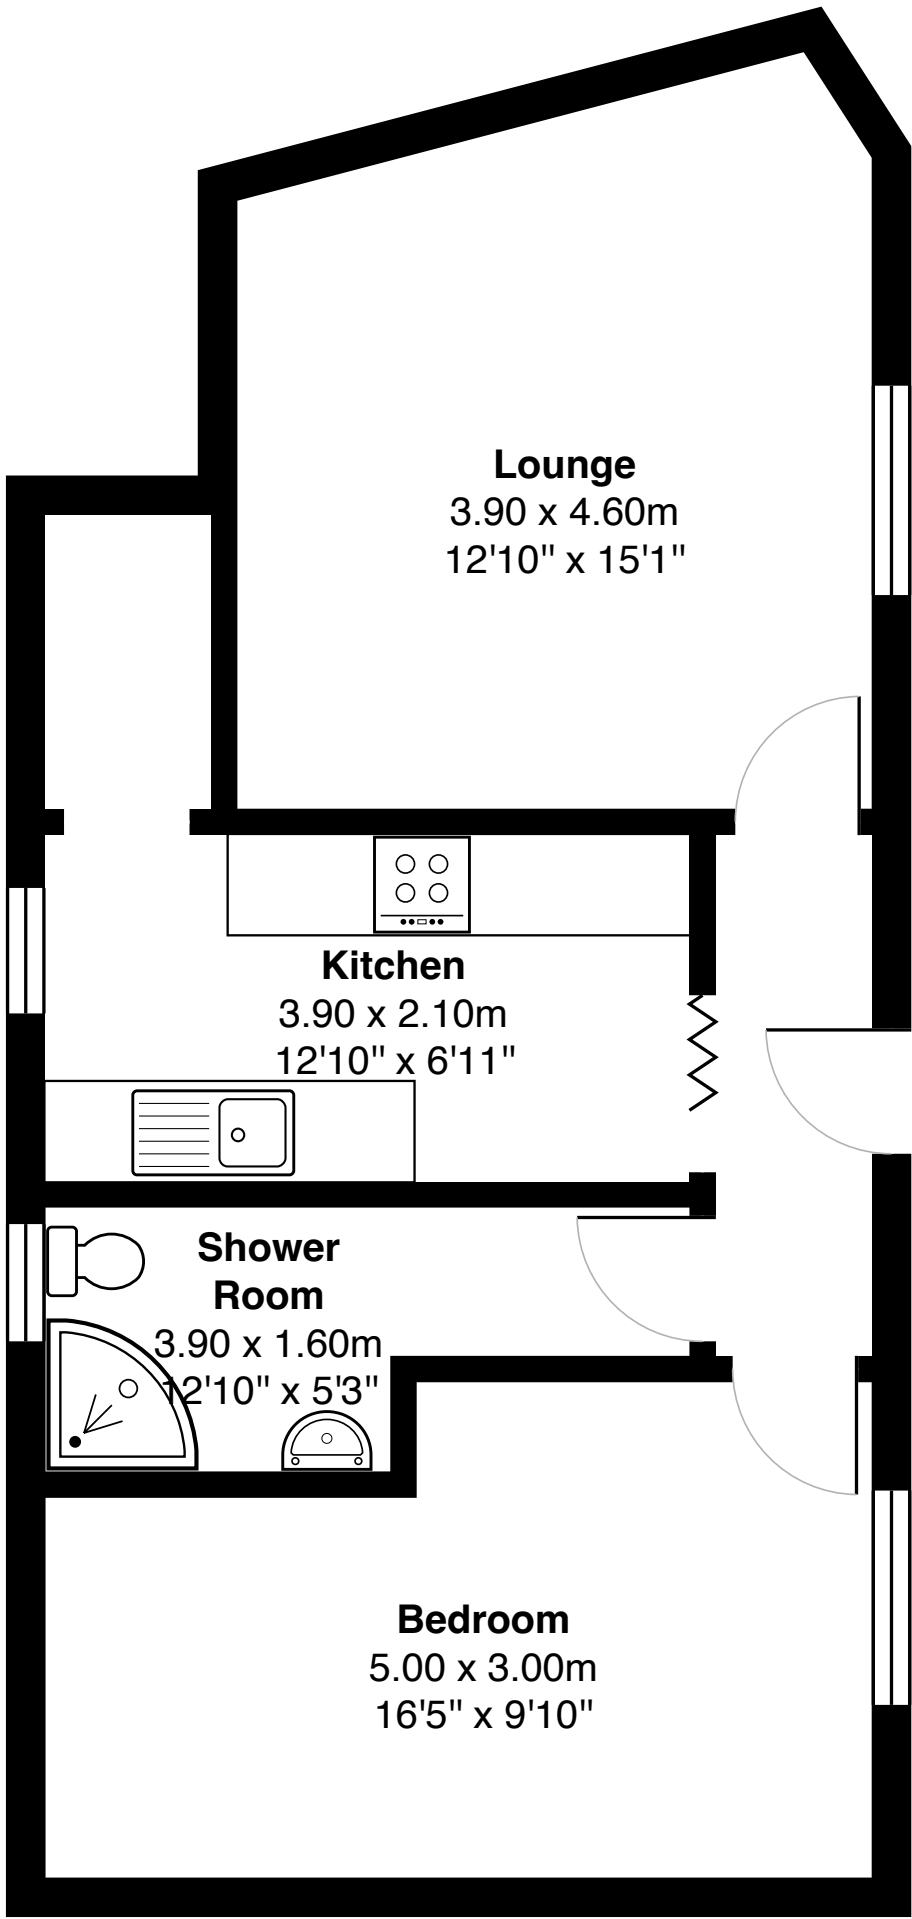 Lounge
3.90 x 4.60m
12'10" x 15'1"
Kitchen
3.90 x 2.10m
12'10" x 6'11"
Shower
Room
3.90 x 1.60m
12'10" x 5'3"
Bedroom
5.00 x 3.00m
16'5" x 9'10"